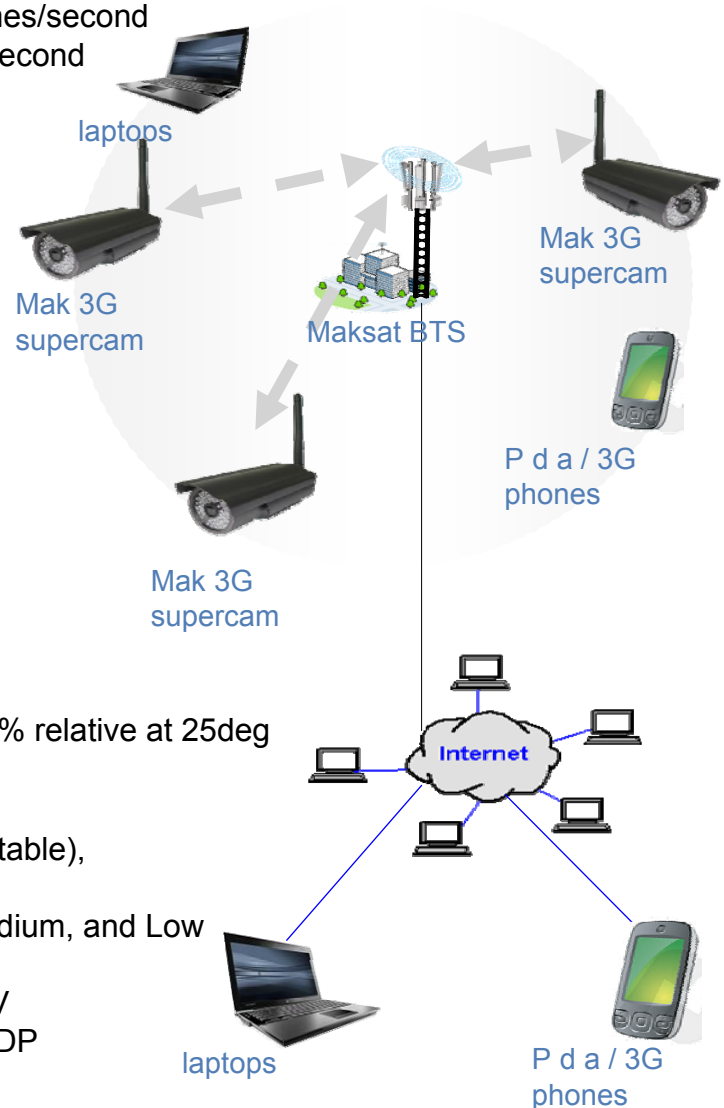 nes/second
econd
laptops
Mak 3G
supercam
Mak 3G
supercam
Maksat BTS
P d a / 3G
phones
Mak 3G
supercam
% relative at 25deg
Internet
table),
dium, and Low
DP
laptops
P d a / 3G
phones